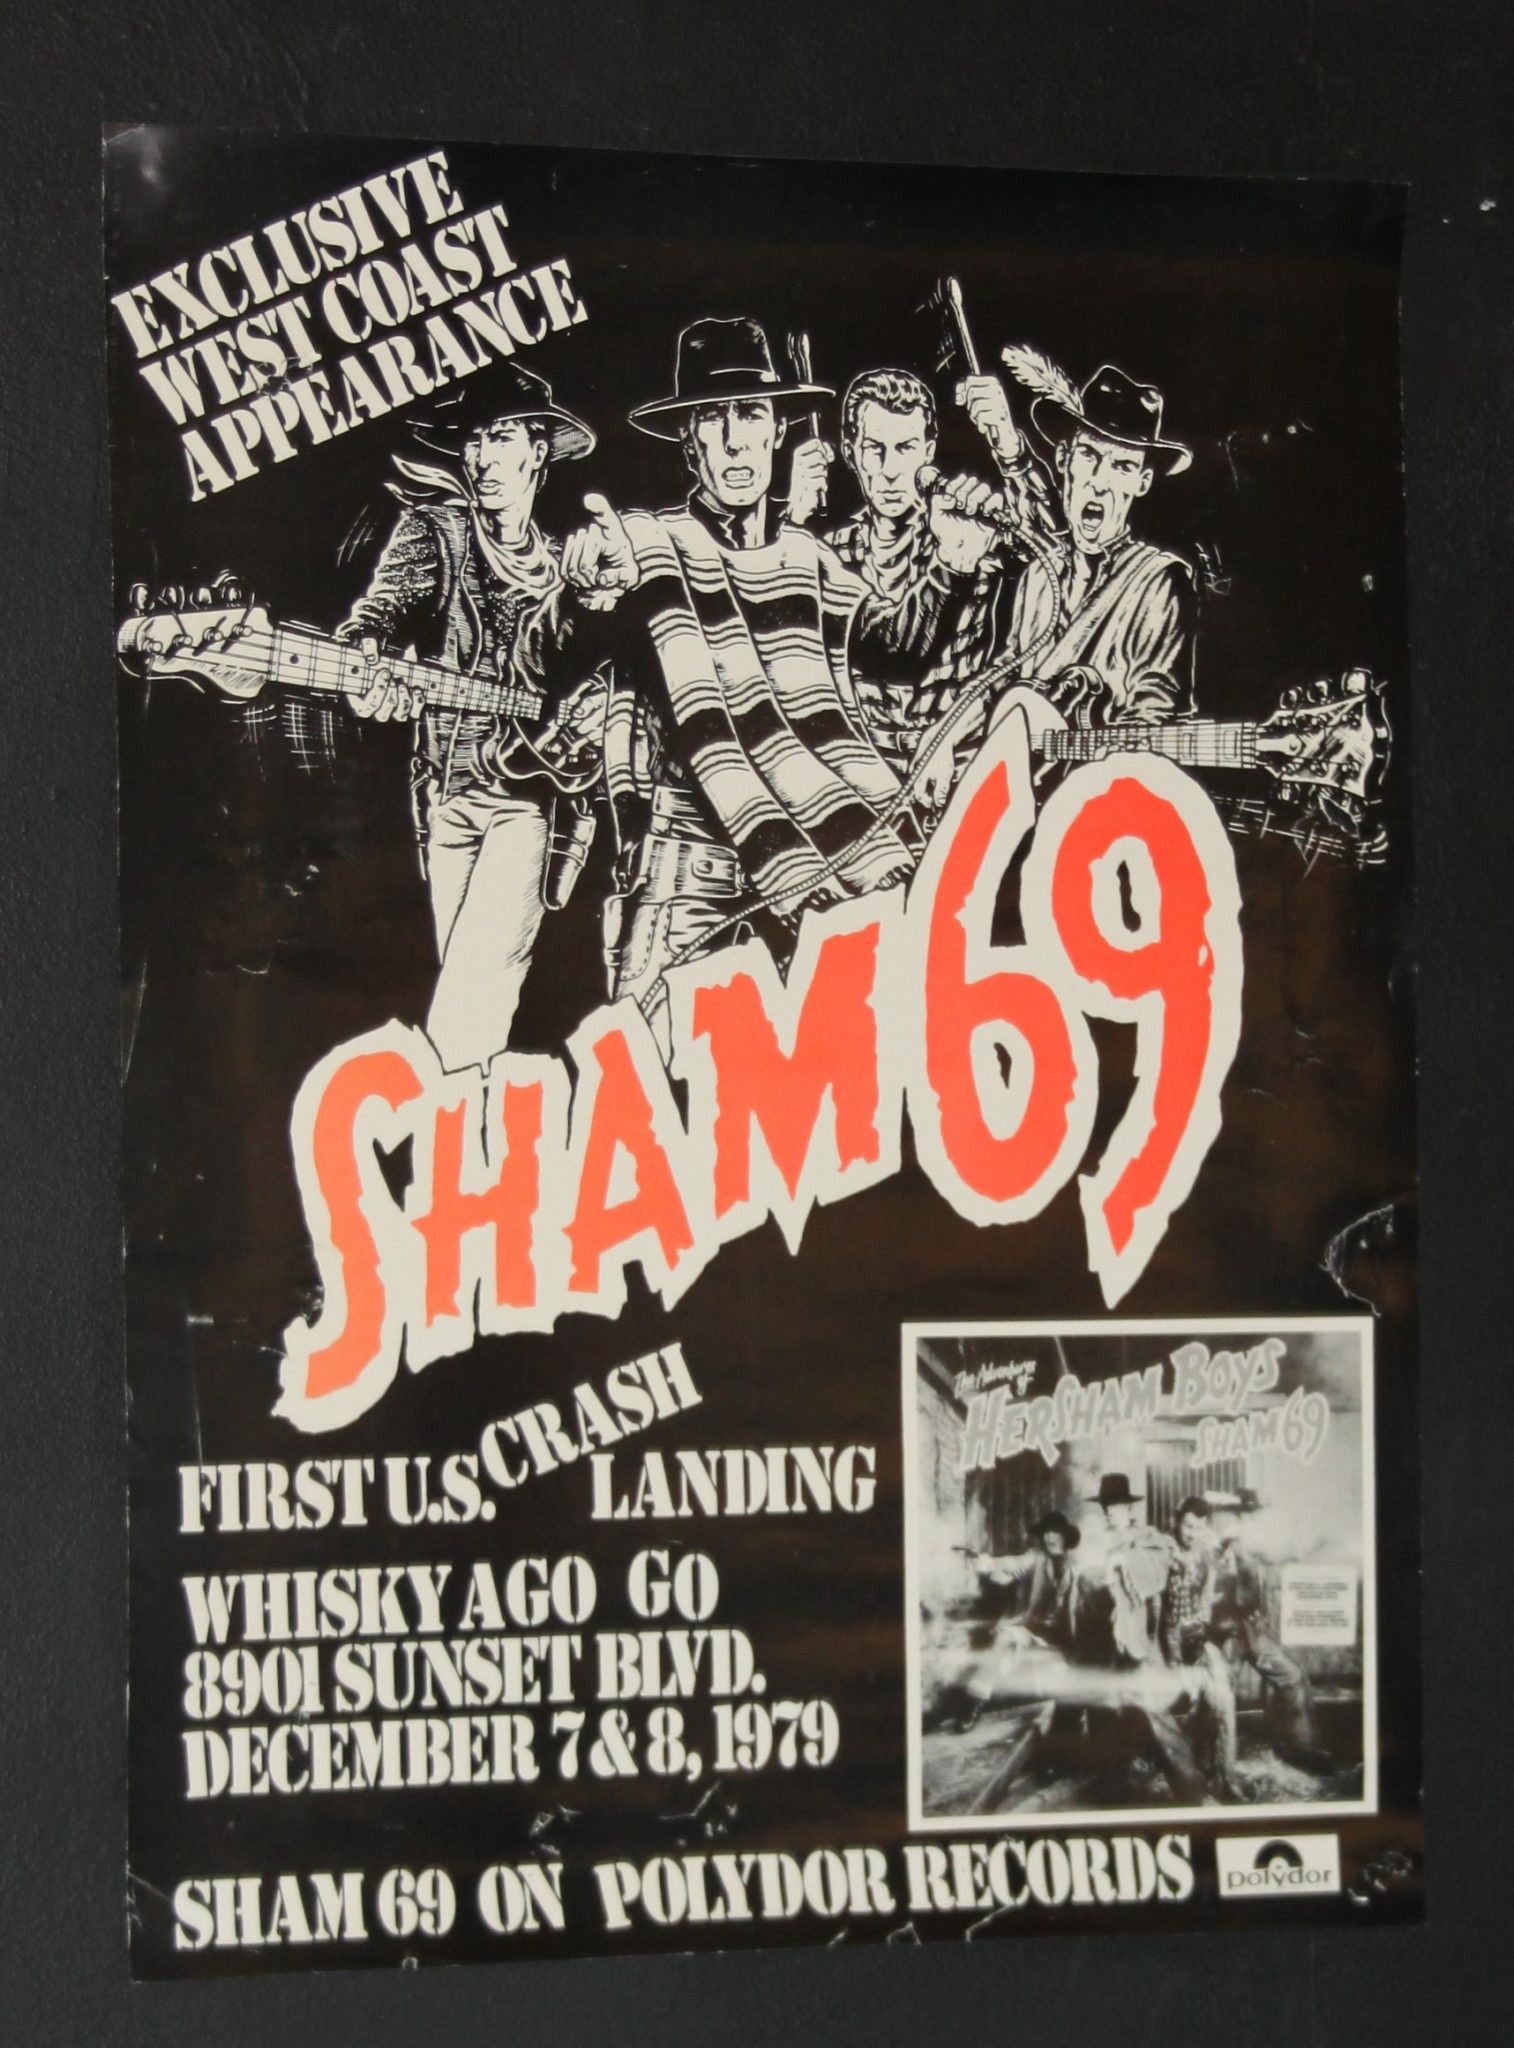 EXCLUSIVE
WEST COAST
APPEARANCE
SHAM 69
FIRST U.S. CRASH LANDING
WHISKY A GO GO
8901 SUNSET BLVD.
DECEMBER 7 & 8, 1979
The Adventures
of
HERSHAM BOYS
SHAM 69
SHAM 69 ON POLYDOR RECORDS
polydor